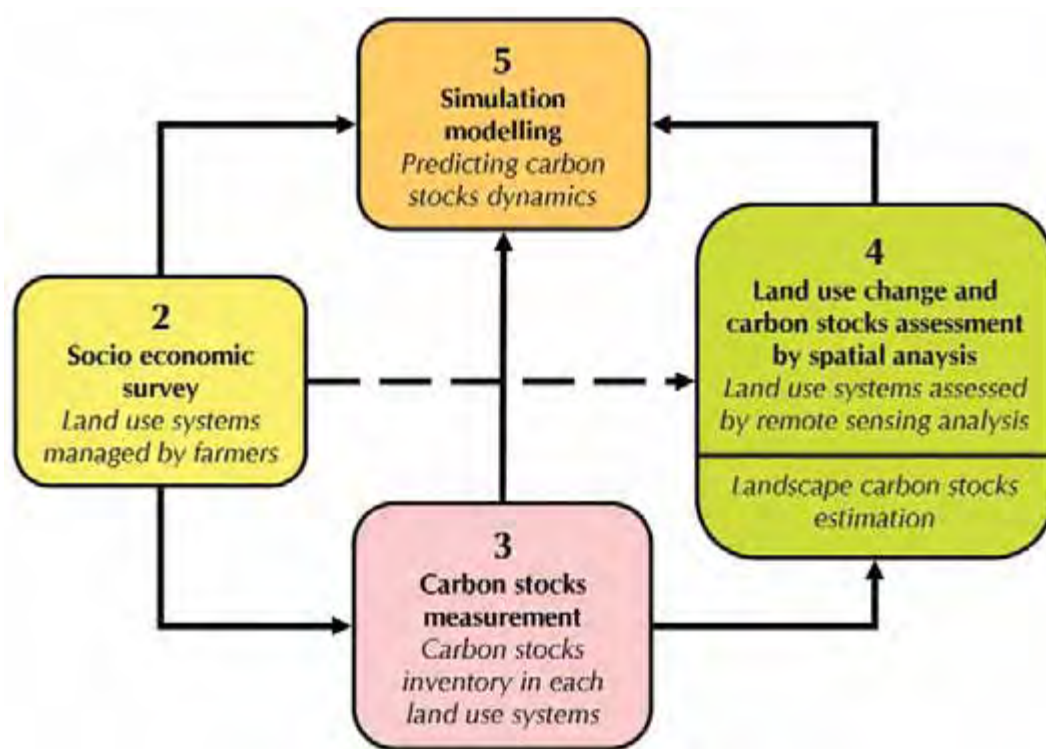 5
Simulation
modelling
Predicting carbon
stocks dynamics
2
Socio economic
survey
Land use systems
managed by farmers
4
Land use change and
carbon stocks assessment
by spatial anaysis
Land use systems assessed
by remote sensing analysis
Landscape carbon stocks
estimation
3
Carbon stocks
measurement
Carbon stocks
inventory in each
land use systems